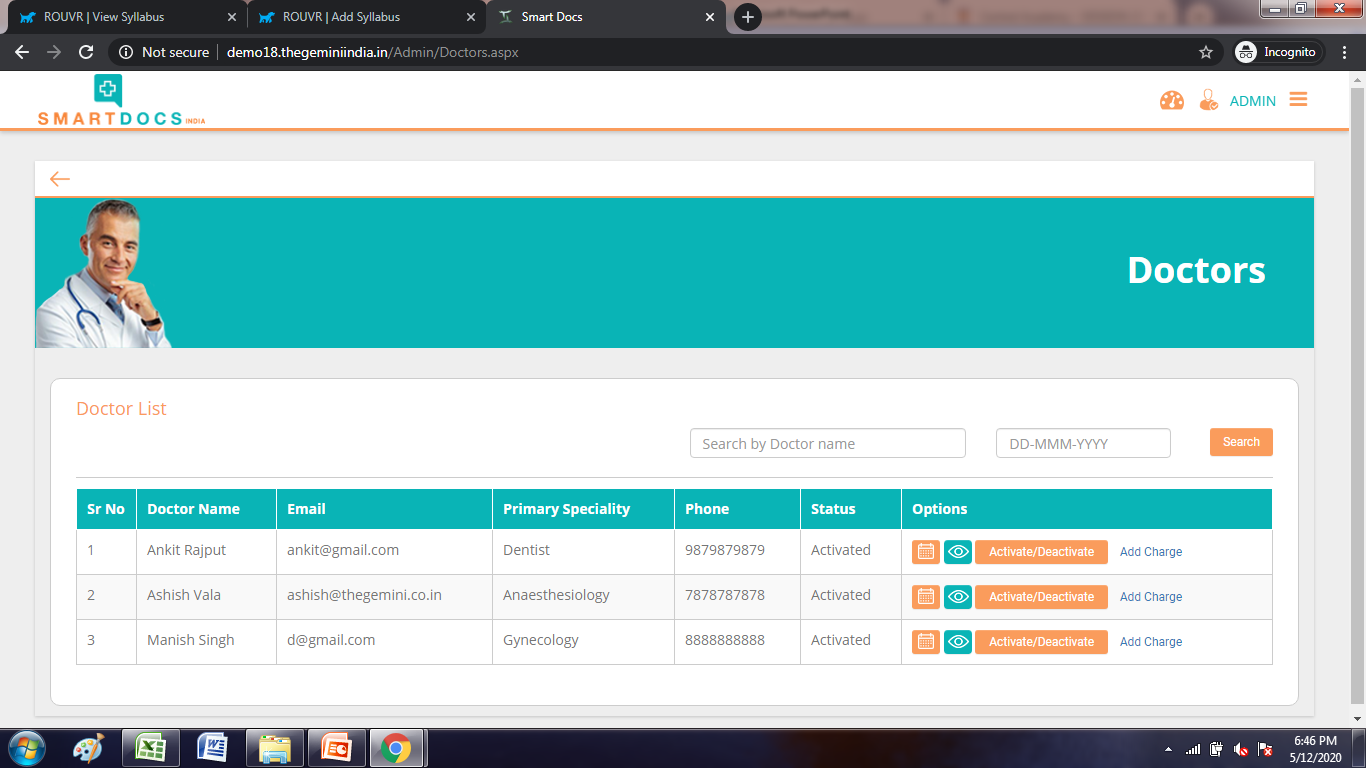 ROUVR | View Syllabus
ROUVR | Add Syllabus
Smart Docs
Not secure
demo18.thegeminiindia.in/Admin/Doctors.aspx
Incognito
SMARTDOCS INDIA
ADMIN
Doctors
Doctor List
Search by Doctor name
DD-MMM-YYYY
Search
Sr No Doctor Name Email Primary Speciality Phone Status Options
1 Ankit Rajput ankit@gmail.com Dentist 9879879879 Activated Activate/Deactivate Add Charge
2 Ashish Vala ashish@thegemini.co.in Anaesthesiology 7878787878 Activated Activate/Deactivate Add Charge
3 Manish Singh d@gmail.com Gynecology 8888888888 Activated Activate/Deactivate Add Charge
6:46 PM
5/12/2020